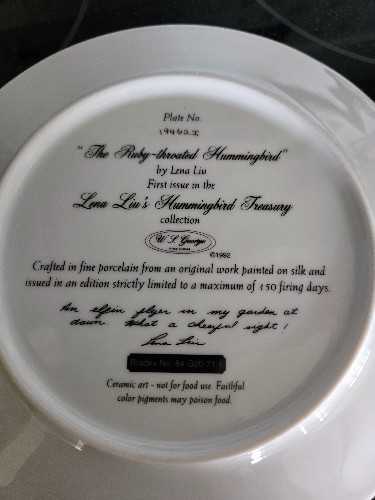 Plate No.
"The Ruby-throated Hummingbird"
by Lena Liu
First issue in the
Lena Liu's Hummingbird Treasury
collection
W. S. George
©1992
Crafted in fine porcelain from an original work painted on silk and
issued in an edition strictly limited to a maximum of 150 firing days.
An elfin flyer in my garden at
dawn. What a cheerful sight!
Lena Liu
Bradex No.
Ceramic art - not for food use. Faithful
color pigments may poison food.